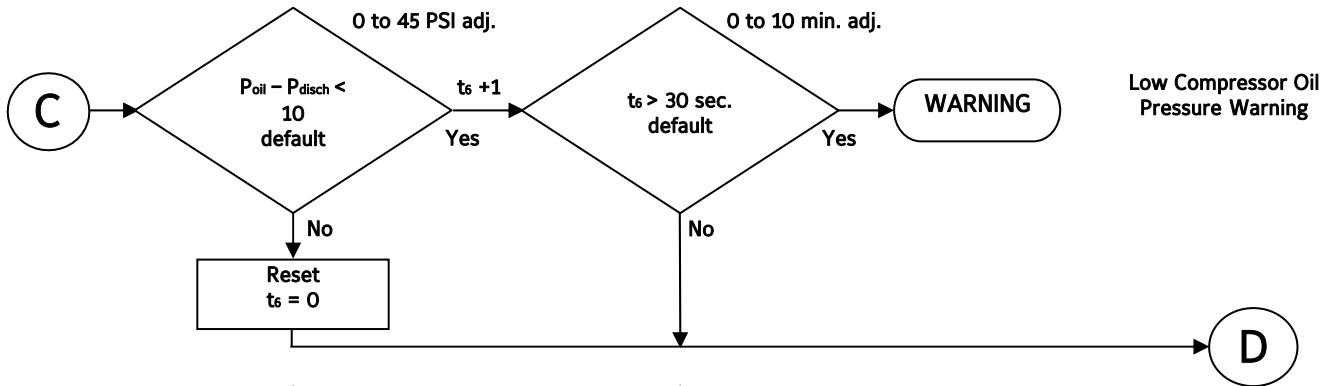 0 to 45 PSI adj.
0 to 10 min. adj.
C
Poil – Pdisch <
10
default
t6 +1
Yes
t6 > 30 sec.
default
Yes
WARNING
Low Compressor Oil
Pressure Warning
No
No
Reset
t6 = 0
D